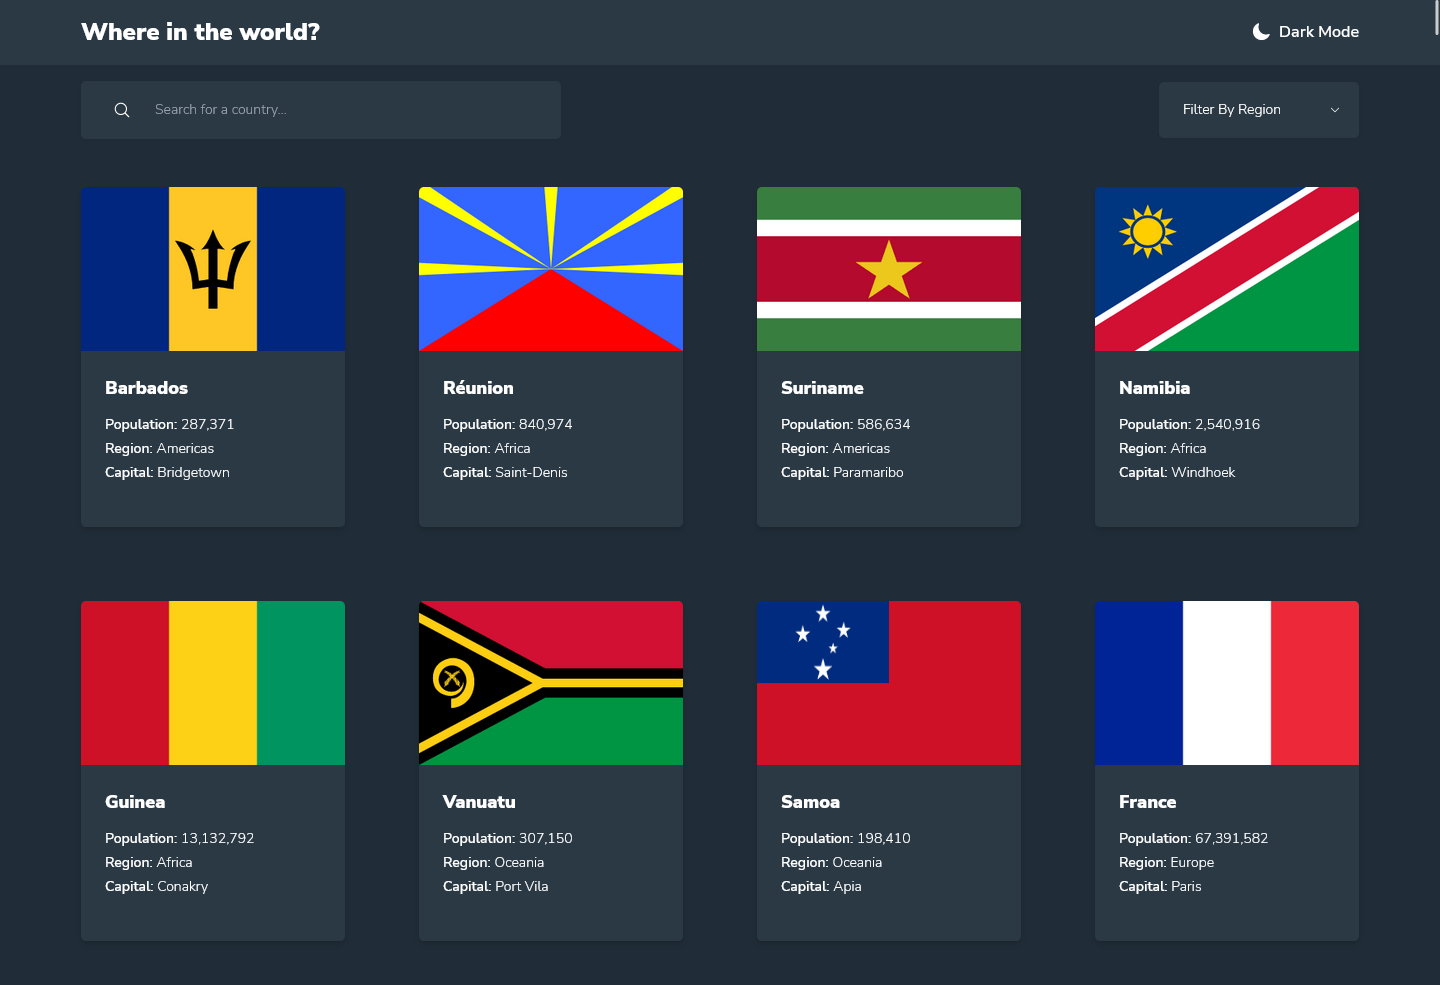 Where in the world?
Dark Mode
Search for a country...
Filter By Region
Barbados
Population: 287,371
Region: Americas
Capital: Bridgetown
Réunion
Population: 840,974
Region: Africa
Capital: Saint-Denis
Suriname
Population: 586,634
Region: Americas
Capital: Paramaribo
Namibia
Population: 2,540,916
Region: Africa
Capital: Windhoek
Guinea
Population: 13,132,792
Region: Africa
Capital: Conakry
Vanuatu
Population: 307,150
Region: Oceania
Capital: Port Vila
Samoa
Population: 198,410
Region: Oceania
Capital: Apia
France
Population: 67,391,582
Region: Europe
Capital: Paris